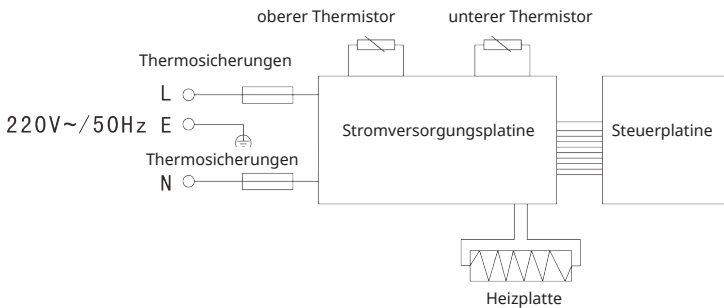 oberer Thermistor
unterer Thermistor
Thermosicherungen
L
220V~/50Hz E
Thermosicherungen
N
Stromversorgungsplatine
Steuerplatine
Heizplatte